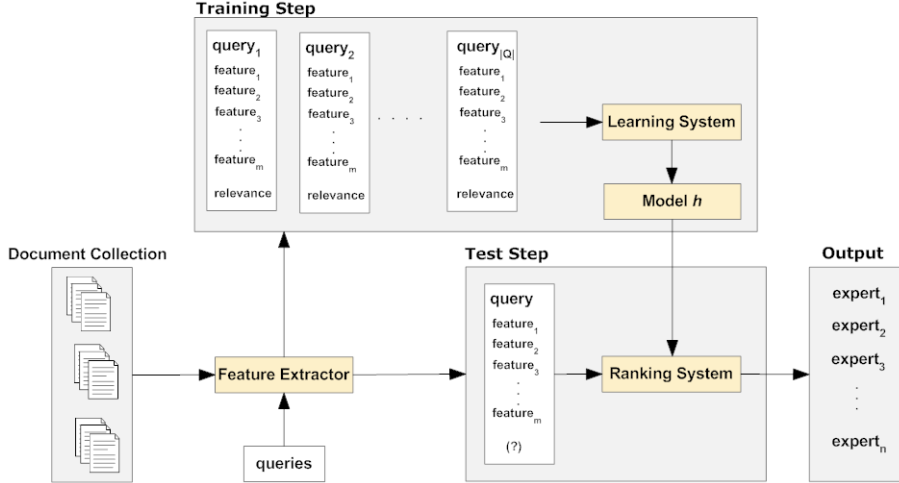 Training Step
query1
feature1
feature2
feature3
.
.
.
featurem
relevance
query2
feature1
feature2
feature3
.
.
.
featurem
relevance
. . . .
query|Q|
feature1
feature2
feature3
.
.
.
featurem
relevance
Learning System
Model h
Document Collection
Feature Extractor
queries
Test Step
query
feature1
feature2
feature3
.
.
.
featurem
(?)
Ranking System
Output
expert1
expert2
expert3
.
.
.
expertn